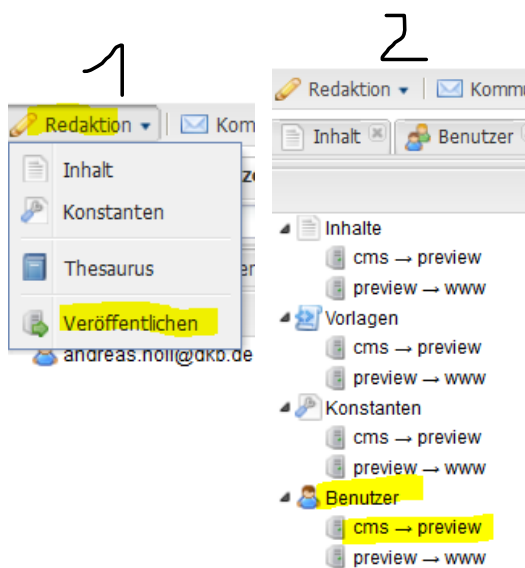 1
Redaktion
Kom
Inhalt
Konstanten
Thesaurus
Veröffentlichen
andreas.noll@dkb.de
2
Redaktion
Kommu
Inhalt
Benutzer
Inhalte
cms → preview
preview → www
Vorlagen
cms → preview
preview → www
Konstanten
cms → preview
preview → www
Benutzer
cms → preview
preview → www